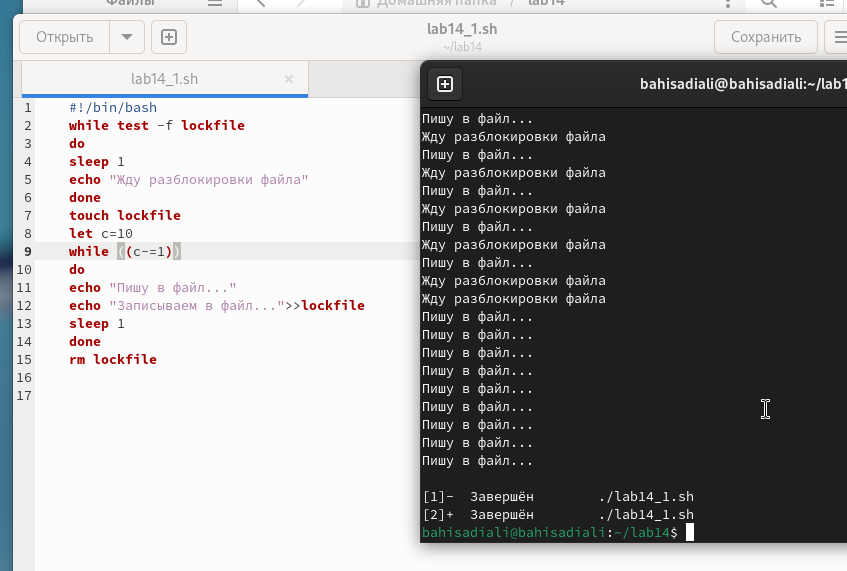 Файлы
Домашняя папка / lab14
Открыть
lab14_1.sh
~/lab14
Сохранить
lab14_1.sh ×
bahisadiali@bahisadiali:~/lab1
1 #!/bin/bash
2 while test -f lockfile
3 do
4 sleep 1
5 echo "Жду разблокировки файла"
6 done
7 touch lockfile
8 let c=10
9 while ((c-=1))
10 do
11 echo "Пишу в файл..."
12 echo "Записываем в файл...">>lockfile
13 sleep 1
14 done
15 rm lockfile
16
17
Пишу в файл...
Жду разблокировки файла
Пишу в файл...
Жду разблокировки файла
Пишу в файл...
Жду разблокировки файла
Пишу в файл...
Жду разблокировки файла
Пишу в файл...
Жду разблокировки файла
Жду разблокировки файла
Пишу в файл...
Пишу в файл...
Пишу в файл...
Пишу в файл...
Пишу в файл...
Пишу в файл...
Пишу в файл...
Пишу в файл...
Пишу в файл...
[1]- Завершён ./lab14_1.sh
[2]+ Завершён ./lab14_1.sh
bahisadiali@bahisadiali:~/lab14$